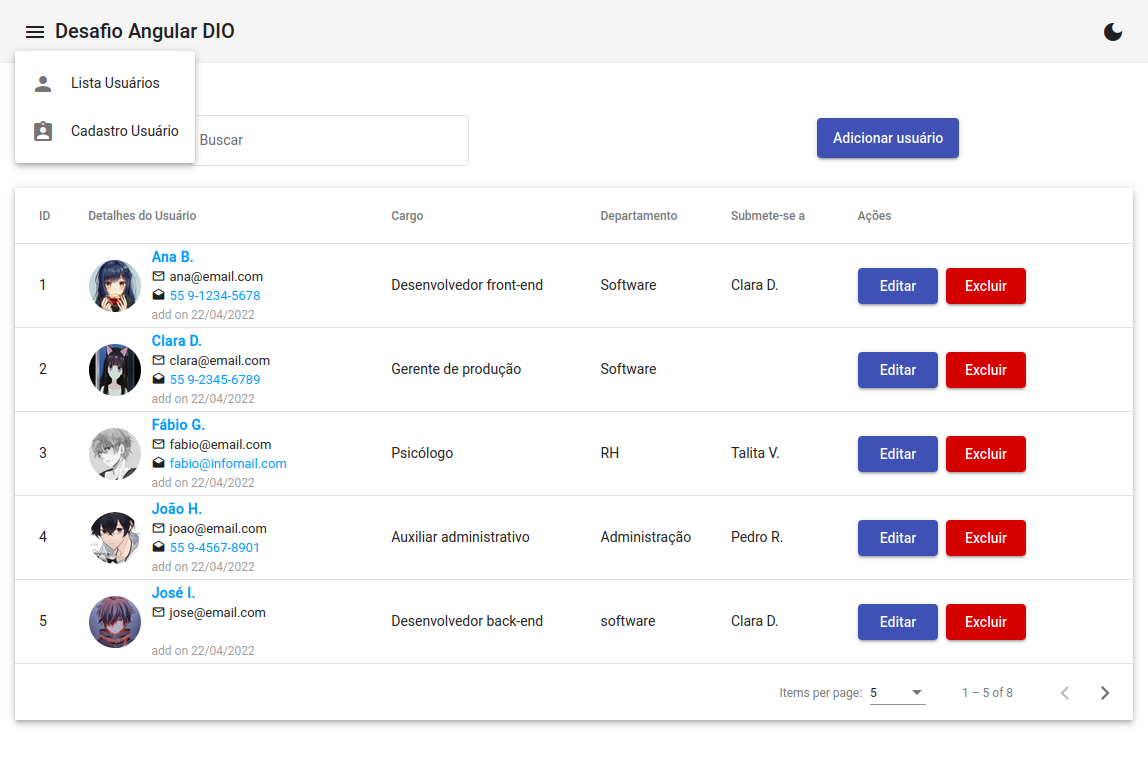 Desafio Angular DIO
Lista Usuários
Cadastro Usuário
Buscar
Adicionar usuário
ID Detalhes do Usuário Cargo Departamento Submete-se a Ações
Ana B.
ana@email.com
1 55 9-1234-5678 Desenvolvedor front-end Software Clara D. Editar Excluir
add on 22/04/2022
Clara D.
clara@email.com
2 55 9-2345-6789 Gerente de produção Software Editar Excluir
add on 22/04/2022
Fábio G.
fabio@email.com
3 fabio@infomail.com Psicólogo RH Talita V. Editar Excluir
add on 22/04/2022
João H.
joao@email.com
4 55 9-4567-8901 Auxiliar administrativo Administração Pedro R. Editar Excluir
add on 22/04/2022
José I.
jose@email.com
5 Desenvolvedor back-end software Clara D. Editar Excluir
add on 22/04/2022
Items per page: 5 1 – 5 of 8